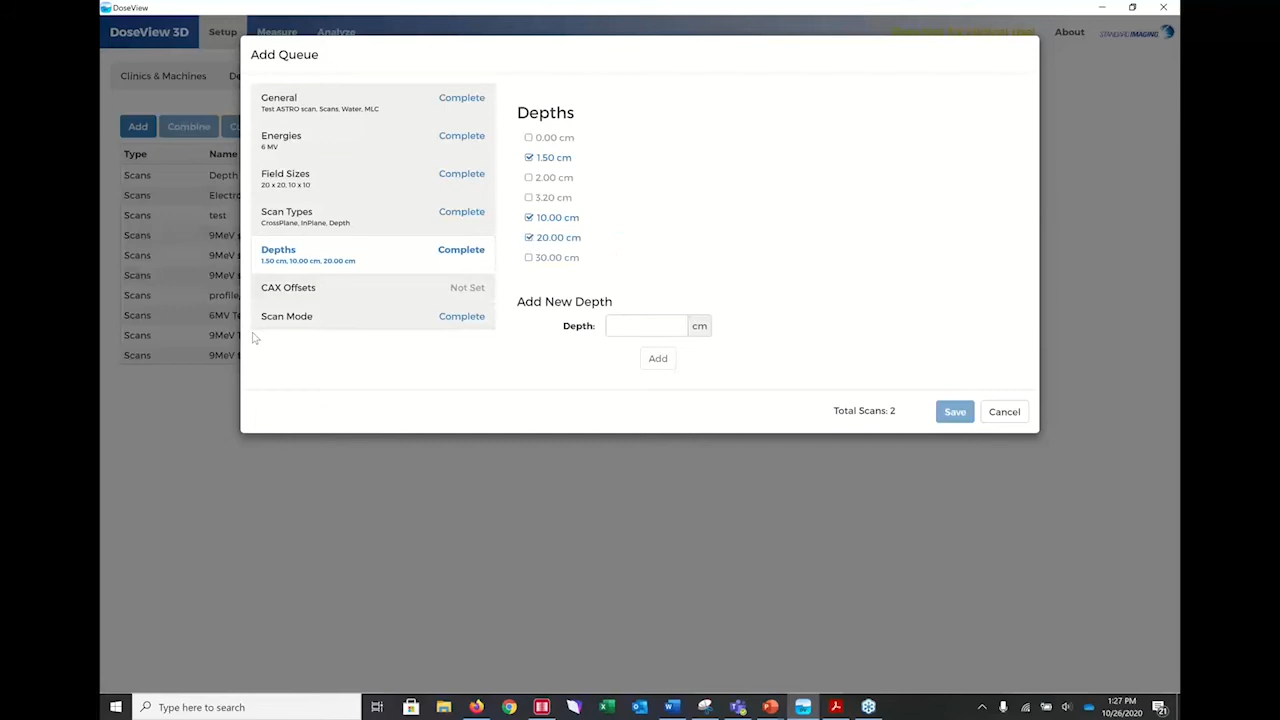 DoseView
DoseView 3D
Setup
Measure
Analyze
About
STANDARD IMAGING
Add Queue
Clinics & Machines
Add
Combine
Type
Name
Scans
Depth
Scans
Electro
Scans
test
Scans
9MeV
Scans
9MeV
Scans
9MeV
Scans
profile
Scans
6MV Te
Scans
9MeV T
Scans
9MeV
General
Complete
Test ASTRO scan, Scans, Water, MLC
Energies
Complete
6 MV
Field Sizes
Complete
20 x 20, 10 x 10
Scan Types
Complete
CrossPlane, InPlane, Depth
Depths
Complete
1.50 cm, 10.00 cm, 20.00 cm
CAX Offsets
Not Set
Scan Mode
Complete
Depths
0.00 cm
1.50 cm
2.00 cm
3.20 cm
10.00 cm
20.00 cm
30.00 cm
Add New Depth
Depth:
cm
Add
Total Scans: 2
Save
Cancel
Type here to search
1:27 PM
10/26/2020
21